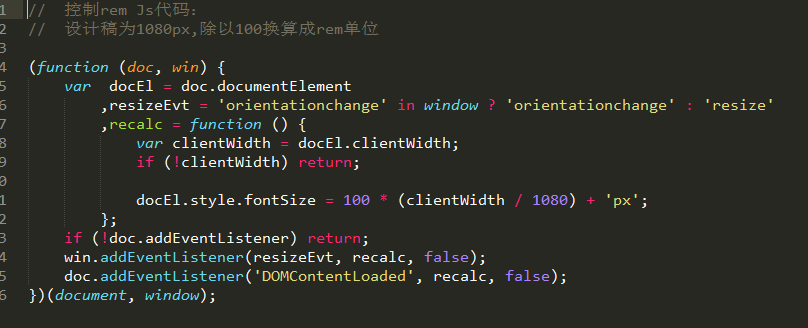 1 //  控制rem Js代码:
2 //  设计稿为1080px,除以100换算成rem单位
3
4 (function (doc, win) {
5     var  docEl = doc.documentElement
6         ,resizeEvt = 'orientationchange' in window ? 'orientationchange' : 'resize'
7         ,recalc = function () {
8             var clientWidth = docEl.clientWidth;
9             if (!clientWidth) return;
0
1             docEl.style.fontSize = 100 * (clientWidth / 1080) + 'px';
2         };
3     if (!doc.addEventListener) return;
4     win.addEventListener(resizeEvt, recalc, false);
5     doc.addEventListener('DOMContentLoaded', recalc, false);
6 })(document, window);